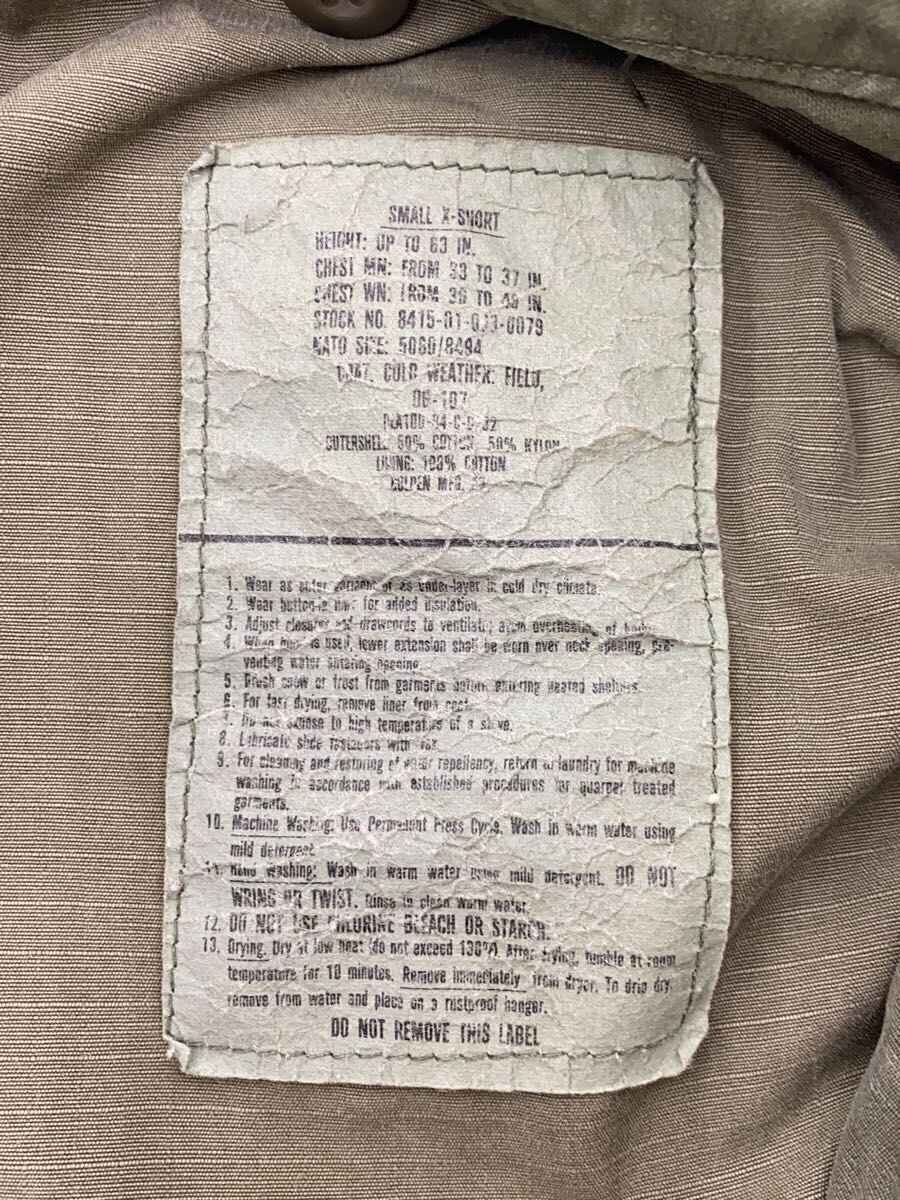 SMALL X-SHORT
HEIGHT: UP TO 63 IN.
CHEST MN: FROM 33 TO 37 IN.
CHEST WN: FROM 36 TO IN.
STOCK NO.
NATO SIZE:
COAT, COLD WEATHER: FIELD,
OG-107
OUTERSHELL 50% COTTON, 50% NYLON
LINING: 100% COTTON
MFG.
1. Wear as outer garment or as under-layer in cold dry climate.
2. Wear button-in liner for added insulation.
3. Adjust closures and drawcords to ventilate; avoid overheating of body.
4. When hood is used, lower extension shall be worn over neck opening, pre-
venting water entering opening.
5. Brush snow or frost from garments before entering heated shelters.
6. For fast drying, remove liner from coat.
7. Do not expose to high temperature of a stove.
8. Lubricate slide fasteners with wax.
9. For cleaning and restoring of water repellency, return to laundry for machine
washing in accordance with established procedures for quarpel treated
garments.
10. Machine Washing: Use Permanent Press Cycle. Wash in warm water using
mild detergent.
11. Hand Washing: Wash in warm water using mild detergent. DO NOT
WRING OR TWIST. Rinse in clean warm water.
12. DO NOT USE CHLORINE BLEACH OR STARCH.
13. Drying. Dry at low heat (do not exceed 130°). After drying, tumble at room
temperature for 10 minutes. Remove immediately from dryer. To drip dry,
remove from water and place on a rustproof hanger.
DO NOT REMOVE THIS LABEL